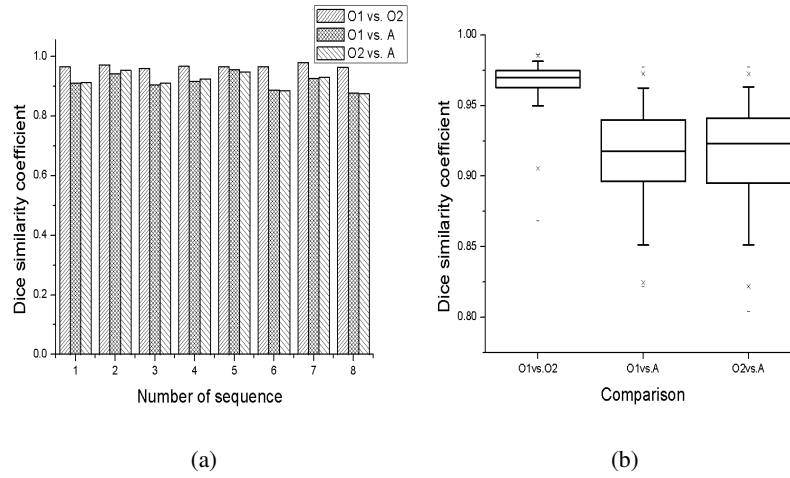 O1 vs. O2
O1 vs. A
O2 vs. A
Dice similarity coefficient
1.0
0.8
0.6
0.4
0.2
0.0
1 2 3 4 5 6 7 8
Number of sequence
(a)
Dice similarity coefficient
1.00
0.95
0.90
0.85
0.80
O1vs.O2 O1vs.A O2vs.A
Comparison
(b)